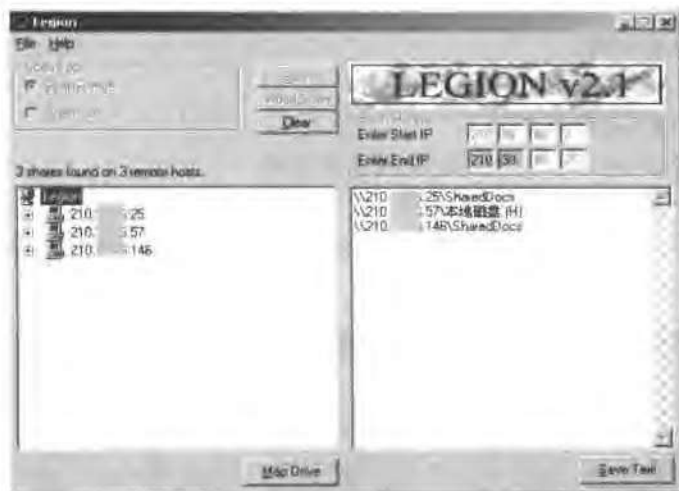 Legion
File Help
Clear
LEGION v2.1
Enter Start IP
Enter End IP 210
3 shares found on 3 remote hosts.
Legion
210. .25
210. .57
210. .146
\\210 .25\SharedDocs
\\210 .57\本地磁盘 (H)
\\210 .146\SharedDocs
Map Drive
Save Text